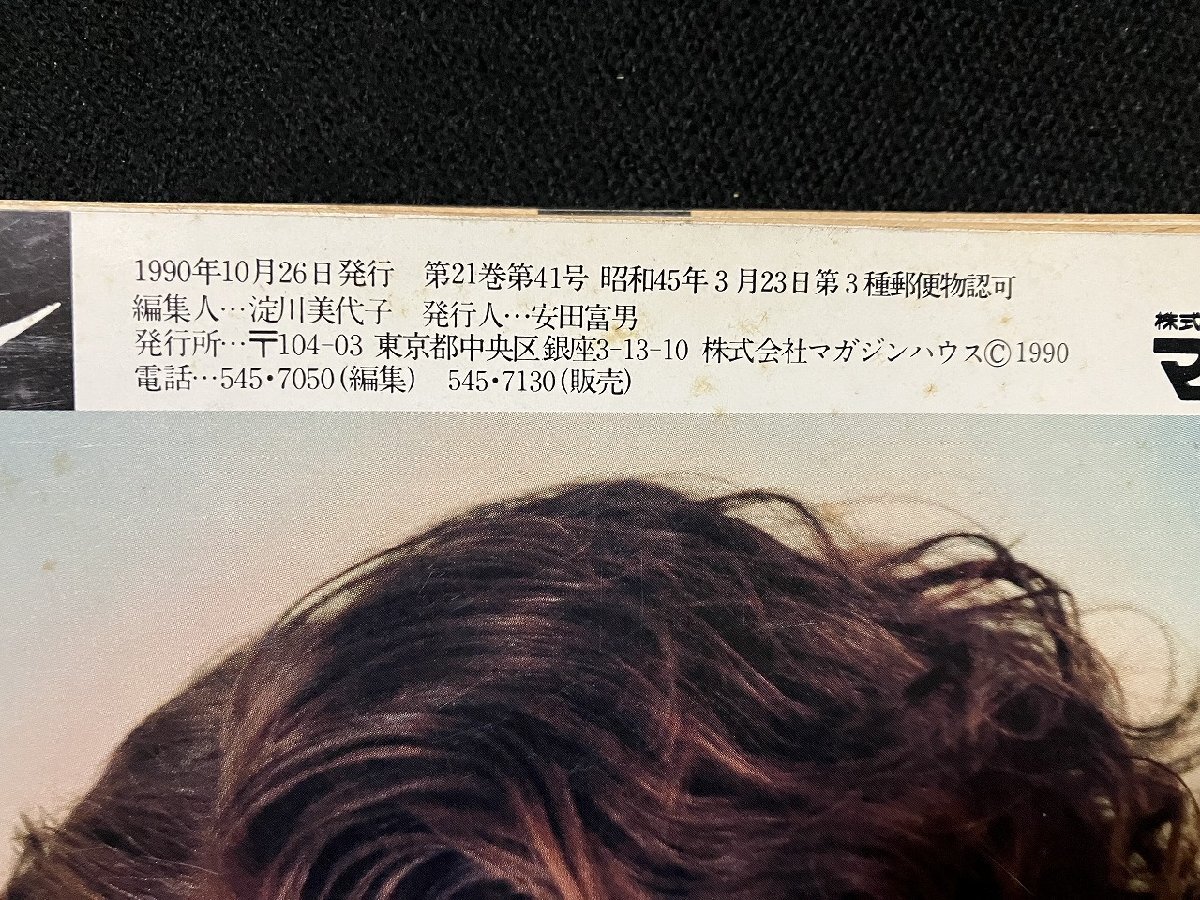 1990年10月26日発行 第21巻第41号 昭和45年3月23日第3種郵便物認可
編集人…淀川美代子 発行人…安田富男
発行所…〒104-03 東京都中央区銀座3-13-10 株式会社マガジンハウス©1990
電話…545・7050(編集) 545・7130(販売)
株式
マ